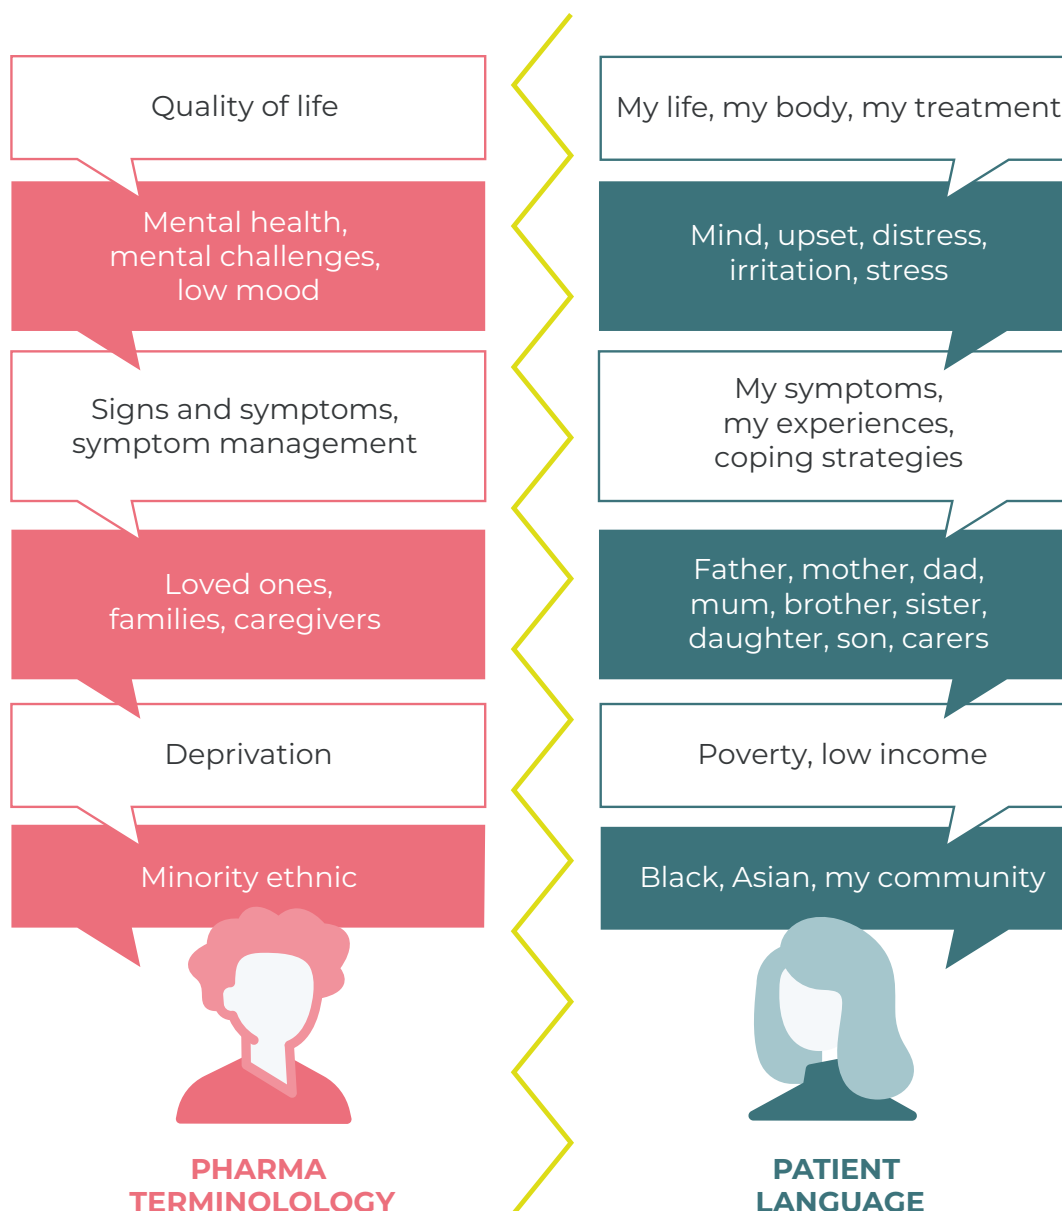 Quality of life
Mental health,
mental challenges,
low mood
Signs and symptoms,
symptom management
Loved ones,
families, caregivers
Deprivation
Minority ethnic
PHARMA
TERMINOLOLOGY
My life, my body, my treatment
Mind, upset, distress,
irritation, stress
My symptoms,
my experiences,
coping strategies
Father, mother, dad,
mum, brother, sister,
daughter, son, carers
Poverty, low income
Black, Asian, my community
PATIENT
LANGUAGE